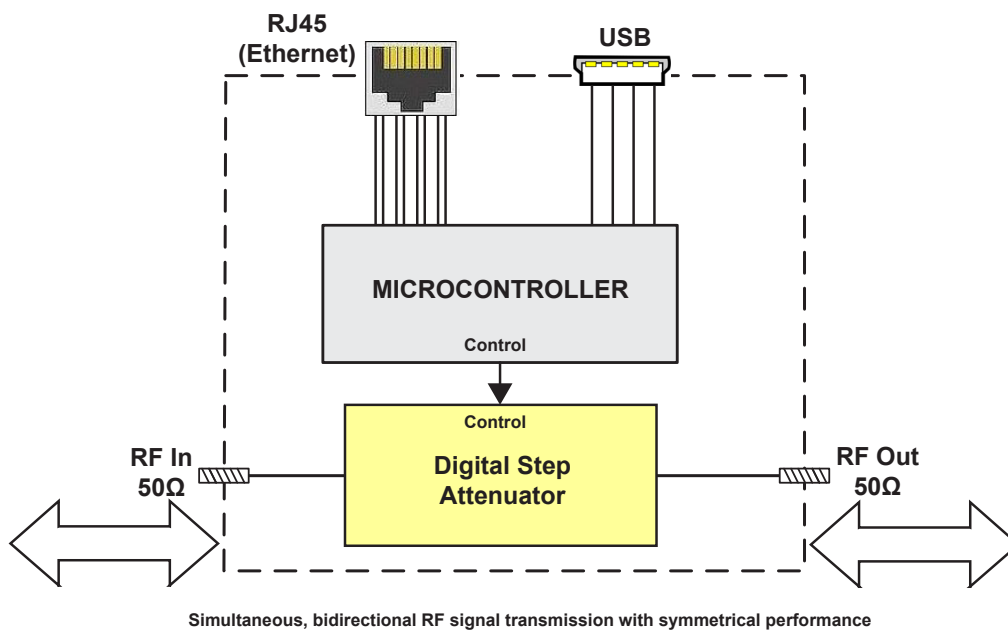 RJ45
(Ethernet)
USB
MICROCONTROLLER
Control
Control
Digital Step
Attenuator
RF In
50Ω
RF Out
50Ω
Simultaneous, bidirectional RF signal transmission with symmetrical performance